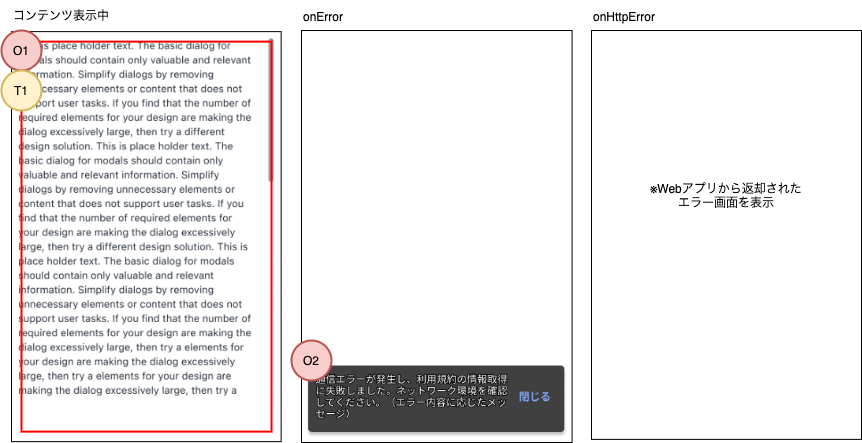 コンテンツ表示中
O1
T1
is place holder text. The basic dialog for
als should contain only valuable and relevant
rmation. Simplify dialogs by removing
cessary elements or content that does not
port user tasks. If you find that the number of
required elements for your design are making the
dialog excessively large, then try a different
design solution. This is place holder text. The
basic dialog for modals should contain only
valuable and relevant information. Simplify
dialogs by removing unnecessary elements or
content that does not support user tasks. If you
find that the number of required elements for
your design are making the dialog excessively
large, then try a different design solution. This is
place holder text. The basic dialog for modals
should contain only valuable and relevant
information. Simplify dialogs by removing
unnecessary elements or content that does not
support user tasks. If you find that the number of
required elements for your design are making the
dialog excessively large, then try a elements for
your design are making the dialog excessively
large, then try a elements for your design are
making the dialog excessively large, then try a
onError
O2
通信エラーが発生し、利用規約の情報取得
に失敗しました。ネットワーク環境を確認
してください。（エラー内容に応じたメッ
セージ）
閉じる
onHttpError
※Webアプリから返却された
エラー画面を表示